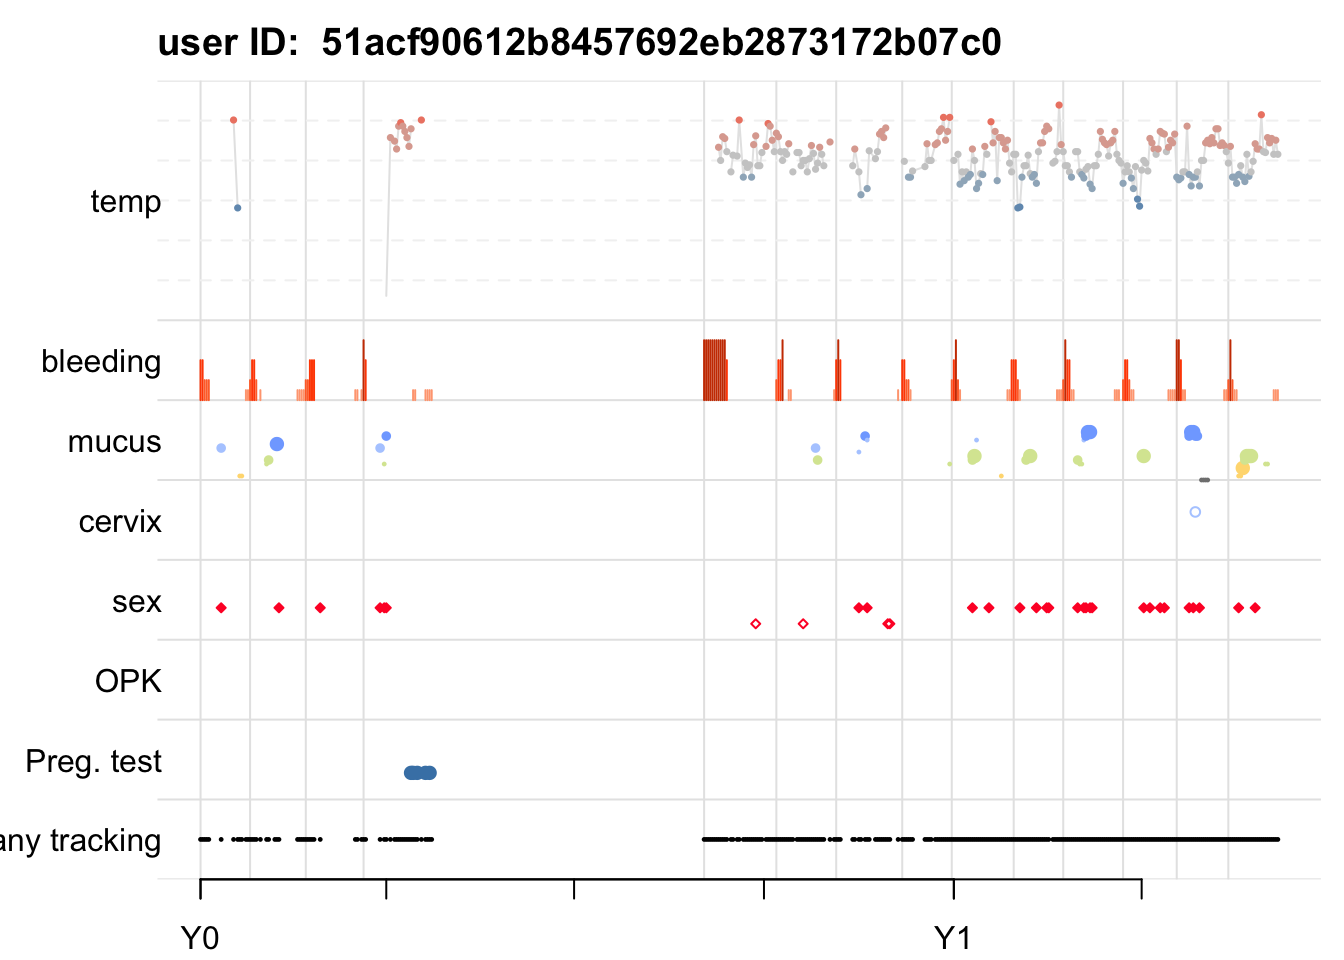 user ID:  51acf90612b8457692eb2873172b07c0
temp
bleeding
mucus
cervix
sex
OPK
Preg. test
any tracking
Y0
Y1